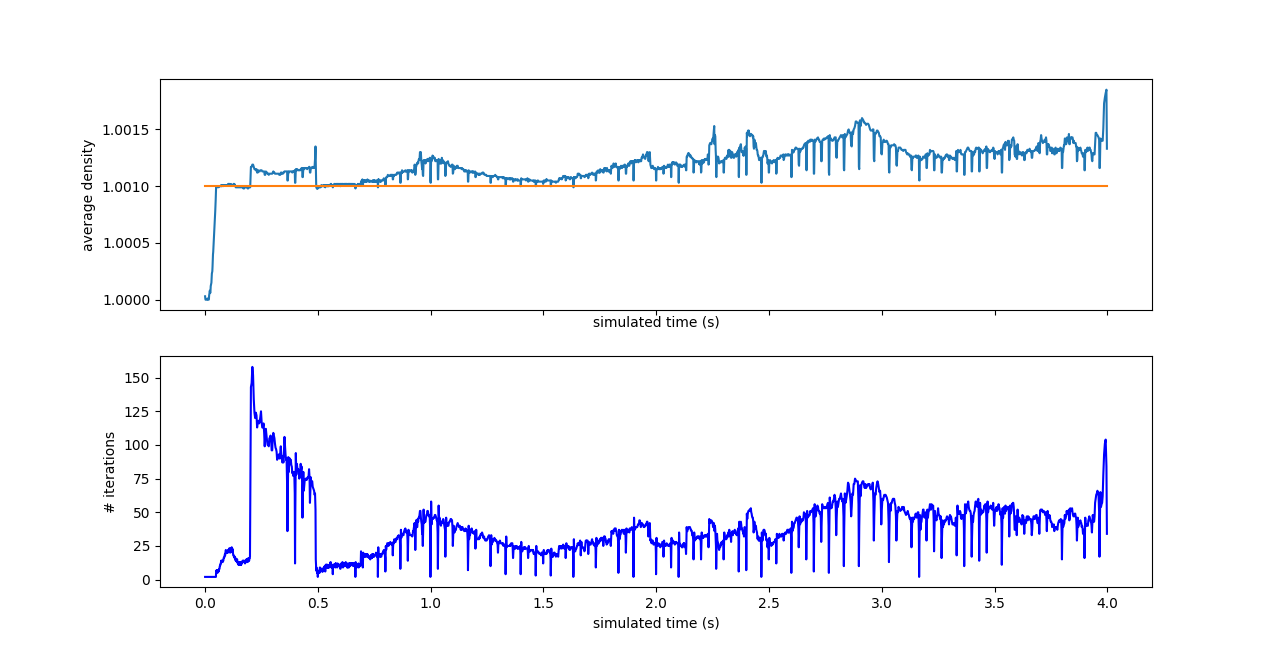 average density
1.0015
1.0010
1.0005
1.0000
simulated time (s)
# iterations
150
125
100
75
50
25
0
0.0 0.5 1.0 1.5 2.0 2.5 3.0 3.5 4.0
simulated time (s)